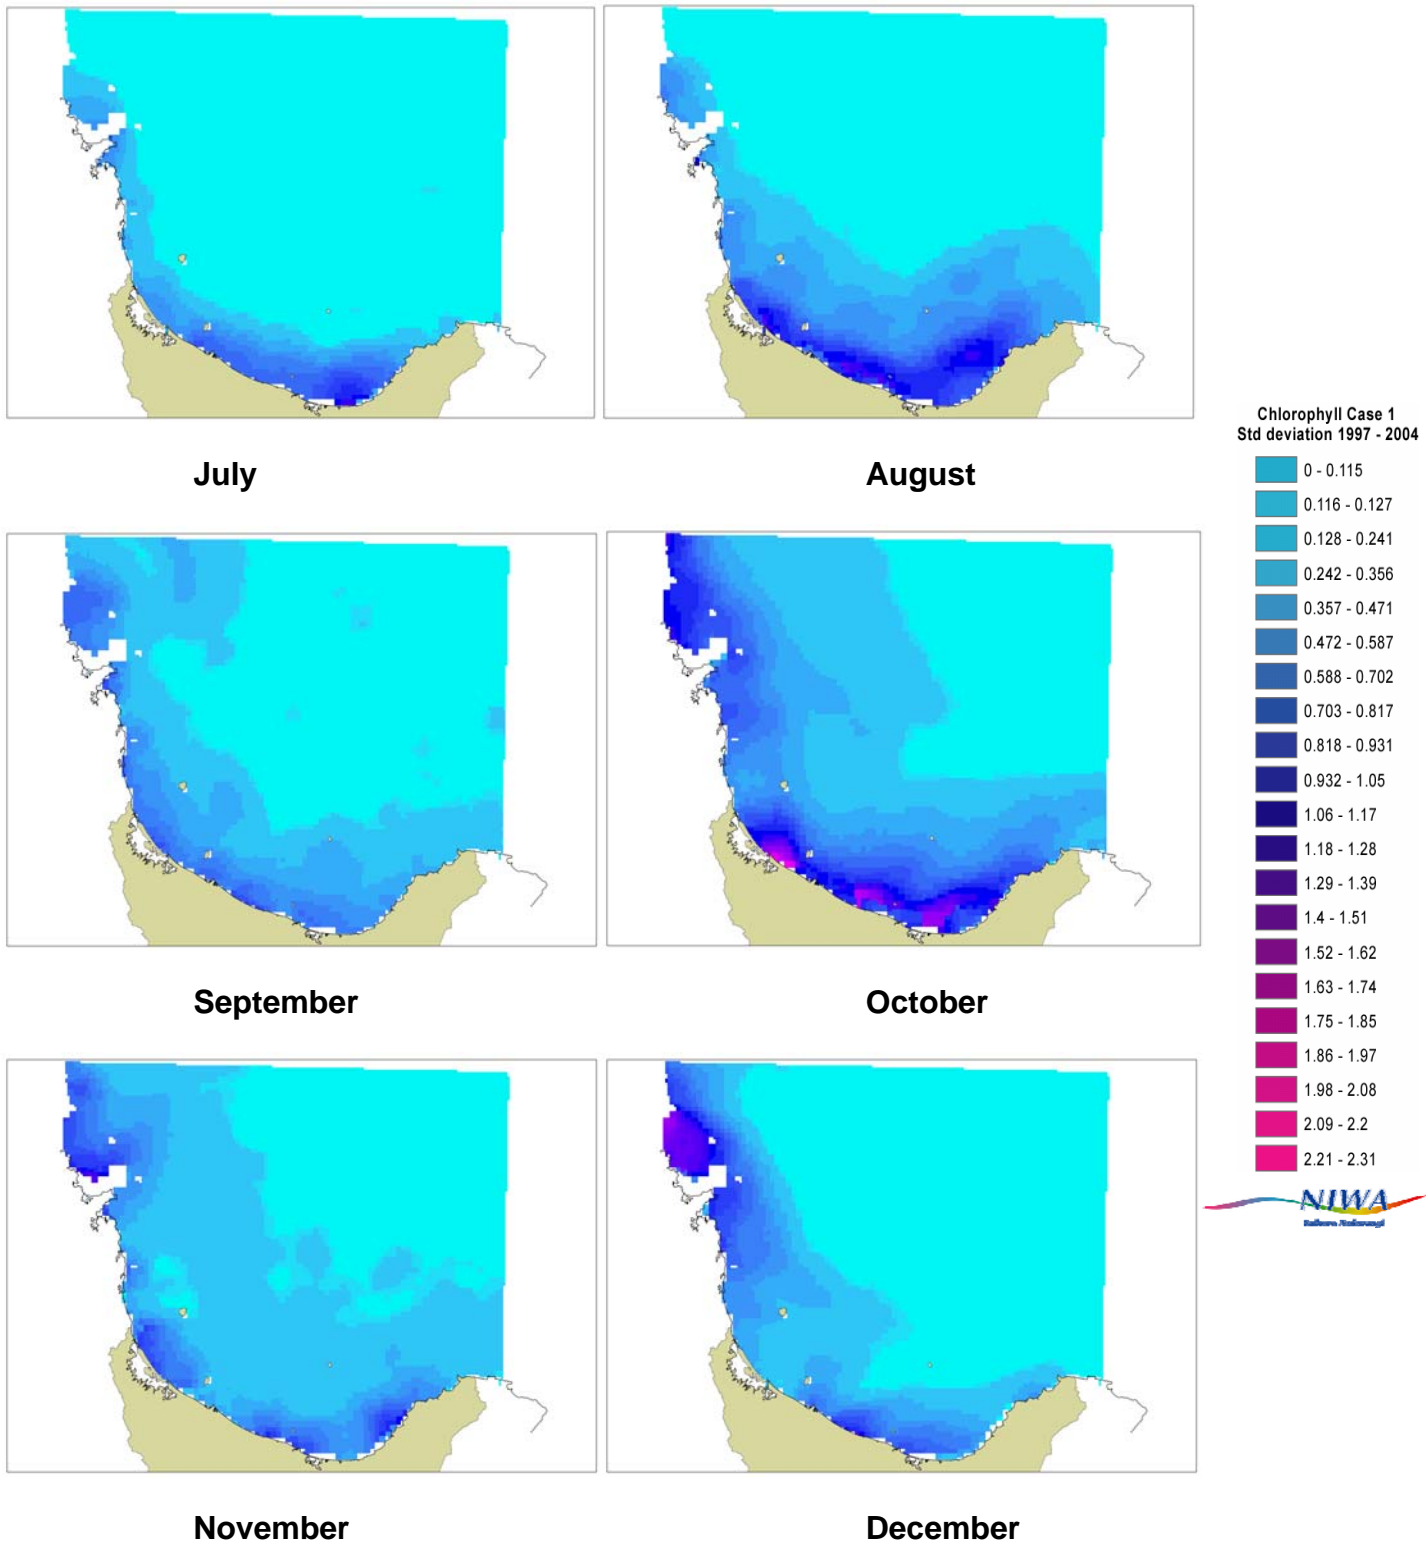 July
August
Chlorophyll Case 1
Std deviation 1997 - 2004
0 - 0.115
0.116 - 0.127
0.128 - 0.241
0.242 - 0.356
0.357 - 0.471
0.472 - 0.587
0.588 - 0.702
0.703 - 0.817
0.818 - 0.931
0.932 - 1.05
1.06 - 1.17
1.18 - 1.28
1.29 - 1.39
1.4 - 1.51
1.52 - 1.62
1.63 - 1.74
1.75 - 1.85
1.86 - 1.97
1.98 - 2.08
2.09 - 2.2
2.21 - 2.31
NIWA
September
October
November
December